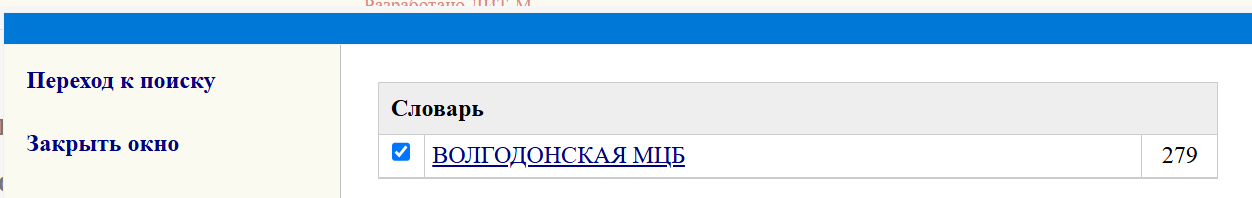 Переход к поиску
Закрыть окно
Словарь
ВОЛГОДОНСКАЯ МЦБ 279